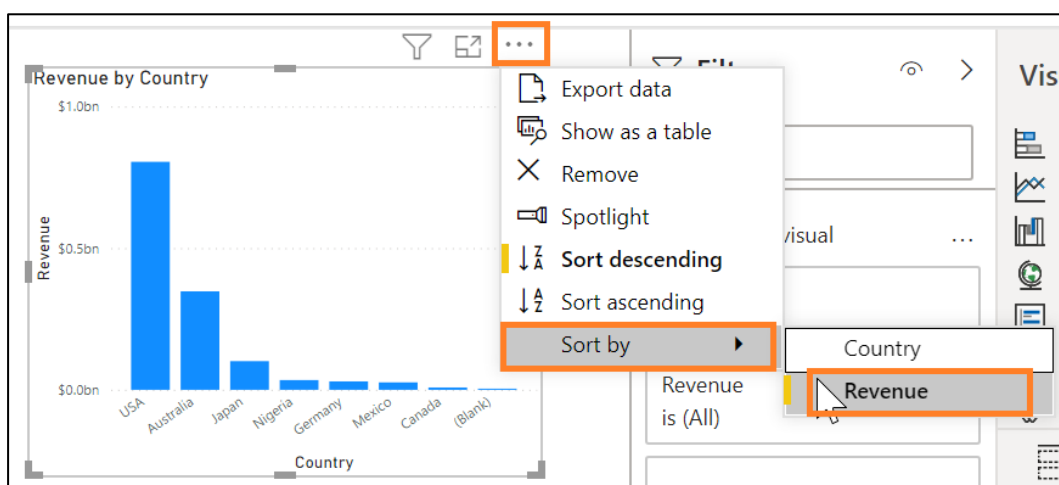 Revenue by Country
$1.0bn
$0.5bn
$0.0bn
Revenue
USA
Australia
Japan
Nigeria
Germany
Mexico
Canada
(Blank)
Country
Export data
Show as a table
Remove
Spotlight
Sort descending
Sort ascending
Sort by
Country
Revenue
visual
Revenue
is (All)
Vis